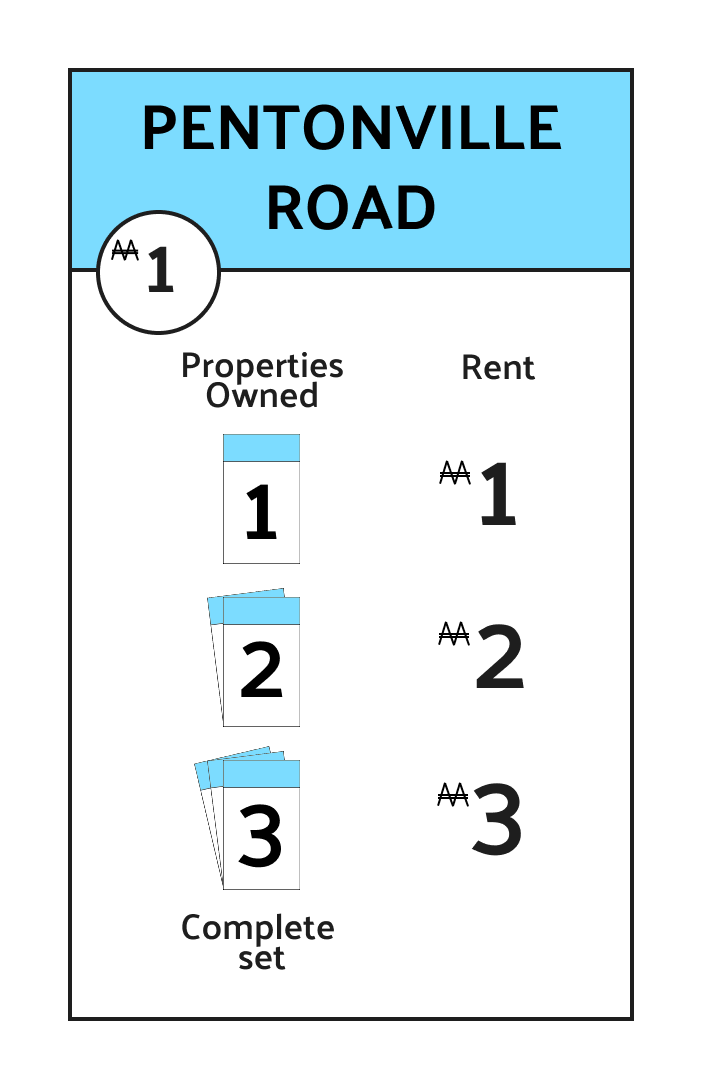 PENTONVILLE
ROAD
₳₳ 1
Properties Owned
Rent
1
₳₳ 1
2
₳₳ 2
3
₳₳ 3
Complete
set